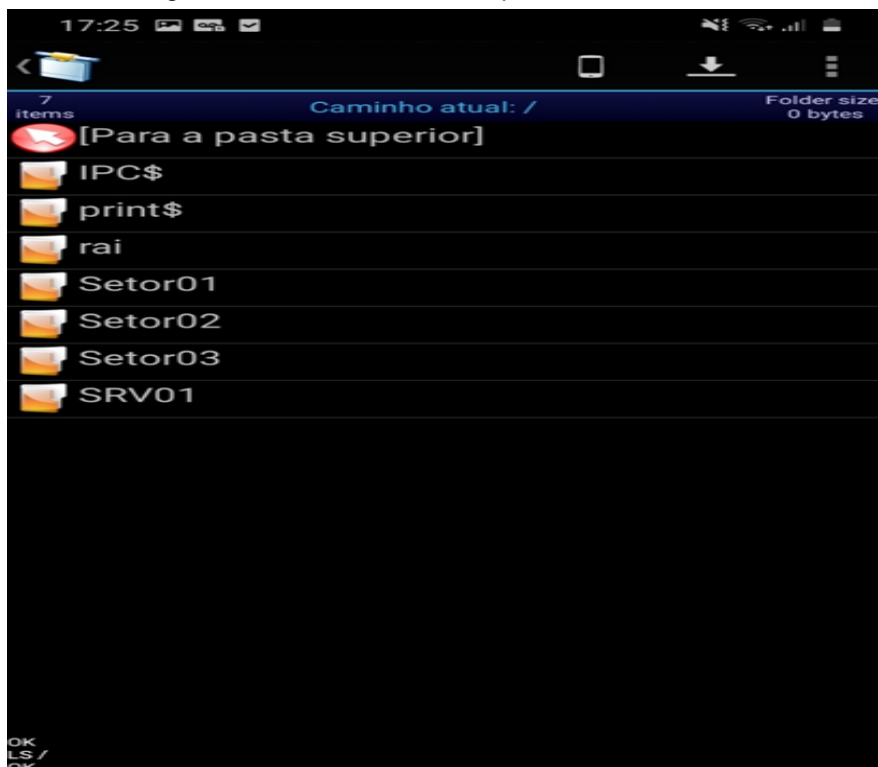 17:25
7
items
Caminho atual: /
Folder size
0 bytes
[Para a pasta superior]
IPC$
print$
rai
Setor01
Setor02
Setor03
SRV01
OK
LS /
OK